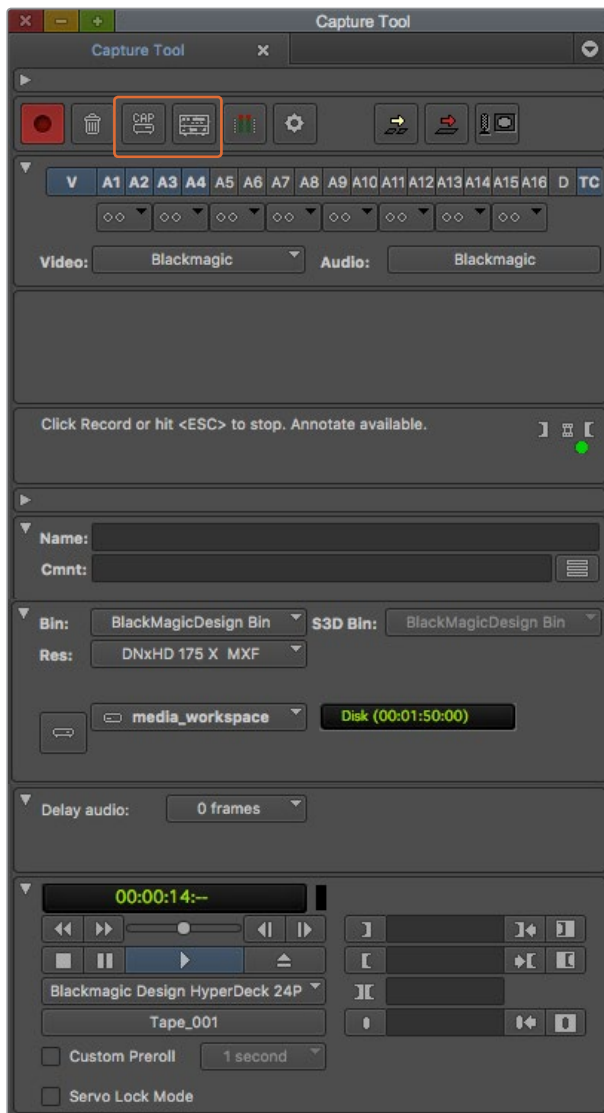 Capture Tool
Capture Tool
CAP
V A1 A2 A3 A4 A5 A6 A7 A8 A9 A10 A11 A12 A13 A14 A15 A16 D TC
Video: Blackmagic Audio: Blackmagic
Click Record or hit <ESC> to stop. Annotate available.
Name:
Cmnt:
Bin: BlackMagicDesign Bin S3D Bin: BlackMagicDesign Bin
Res: DNxHD 175 X MXF
media_workspace Disk (00:01:50:00)
Delay audio: 0 frames
00:00:14:--
Blackmagic Design HyperDeck 24P
Tape_001
Custom Preroll 1 second
Servo Lock Mode